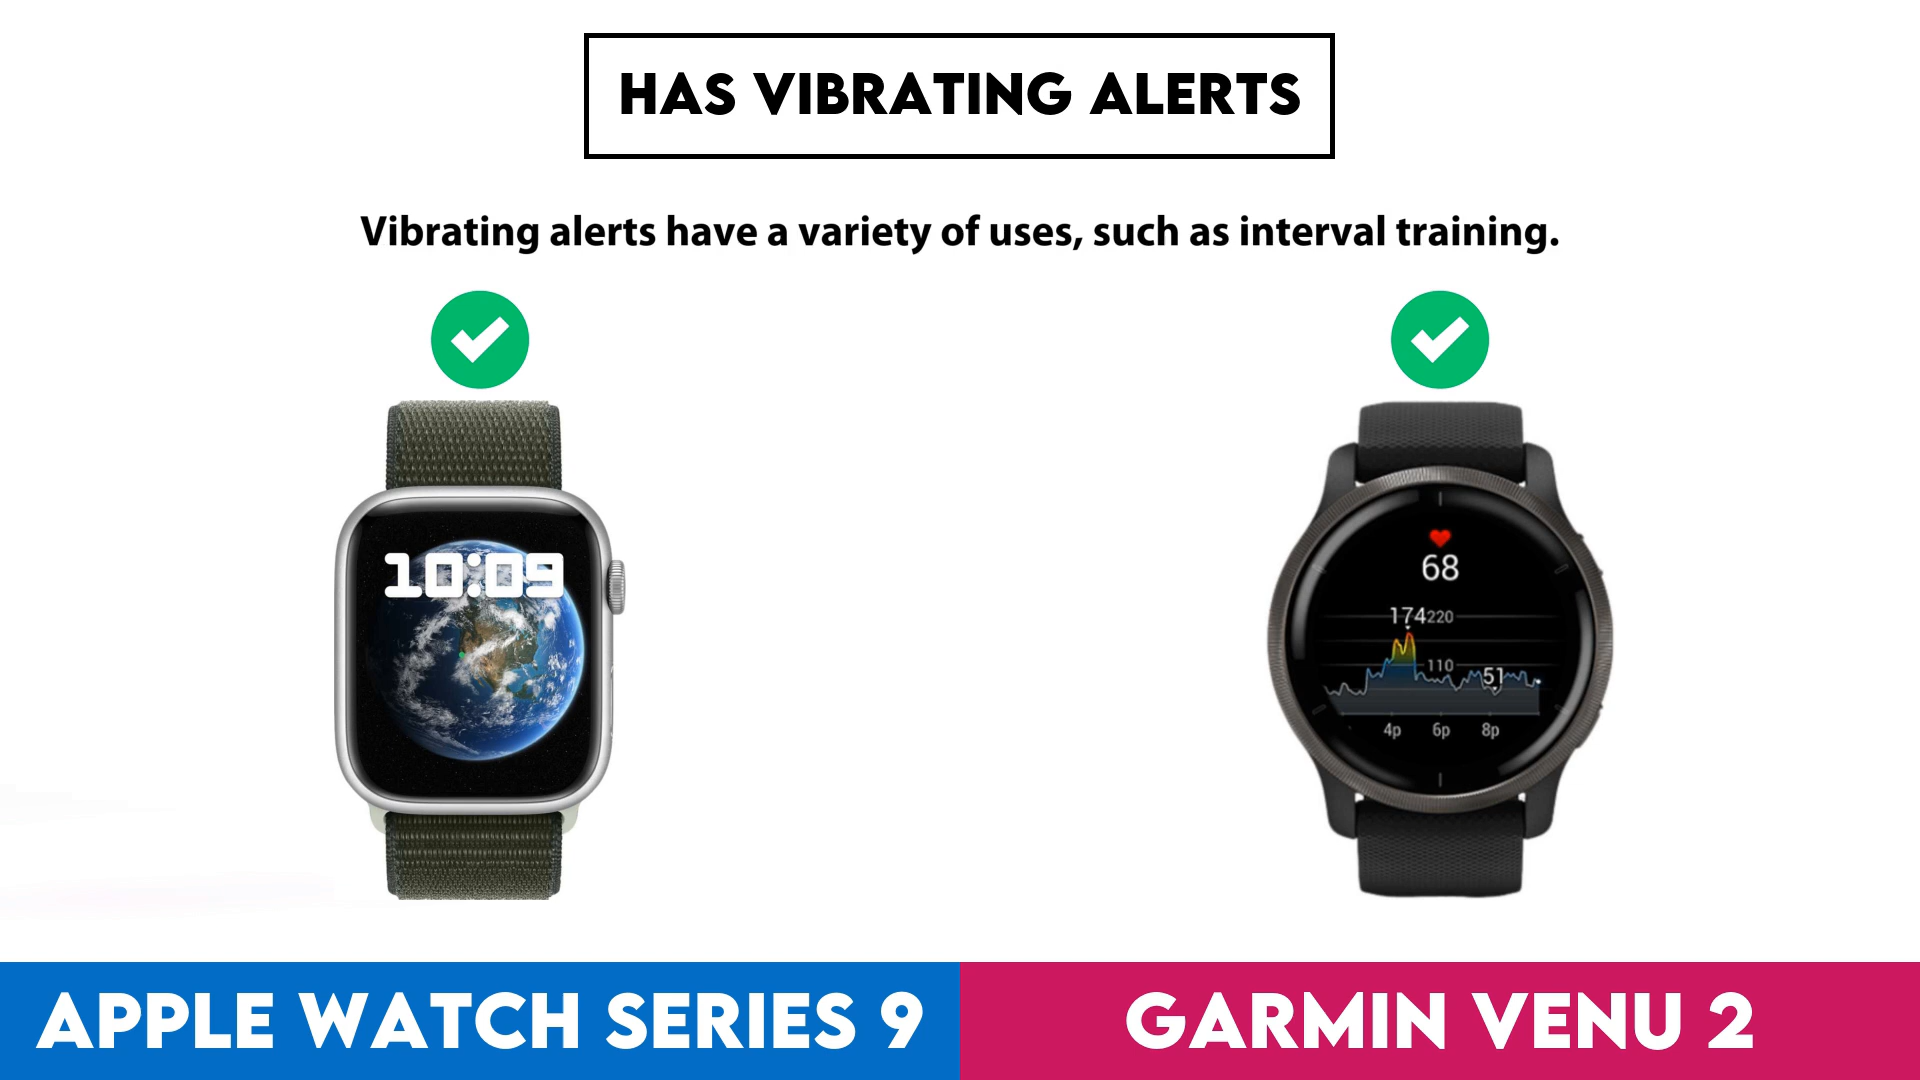 HAS VIBRATING ALERTS
Vibrating alerts have a variety of uses, such as interval training.
10:09
68
174 220
110
51
4p 6p 8p
APPLE WATCH SERIES 9
GARMIN VENU 2